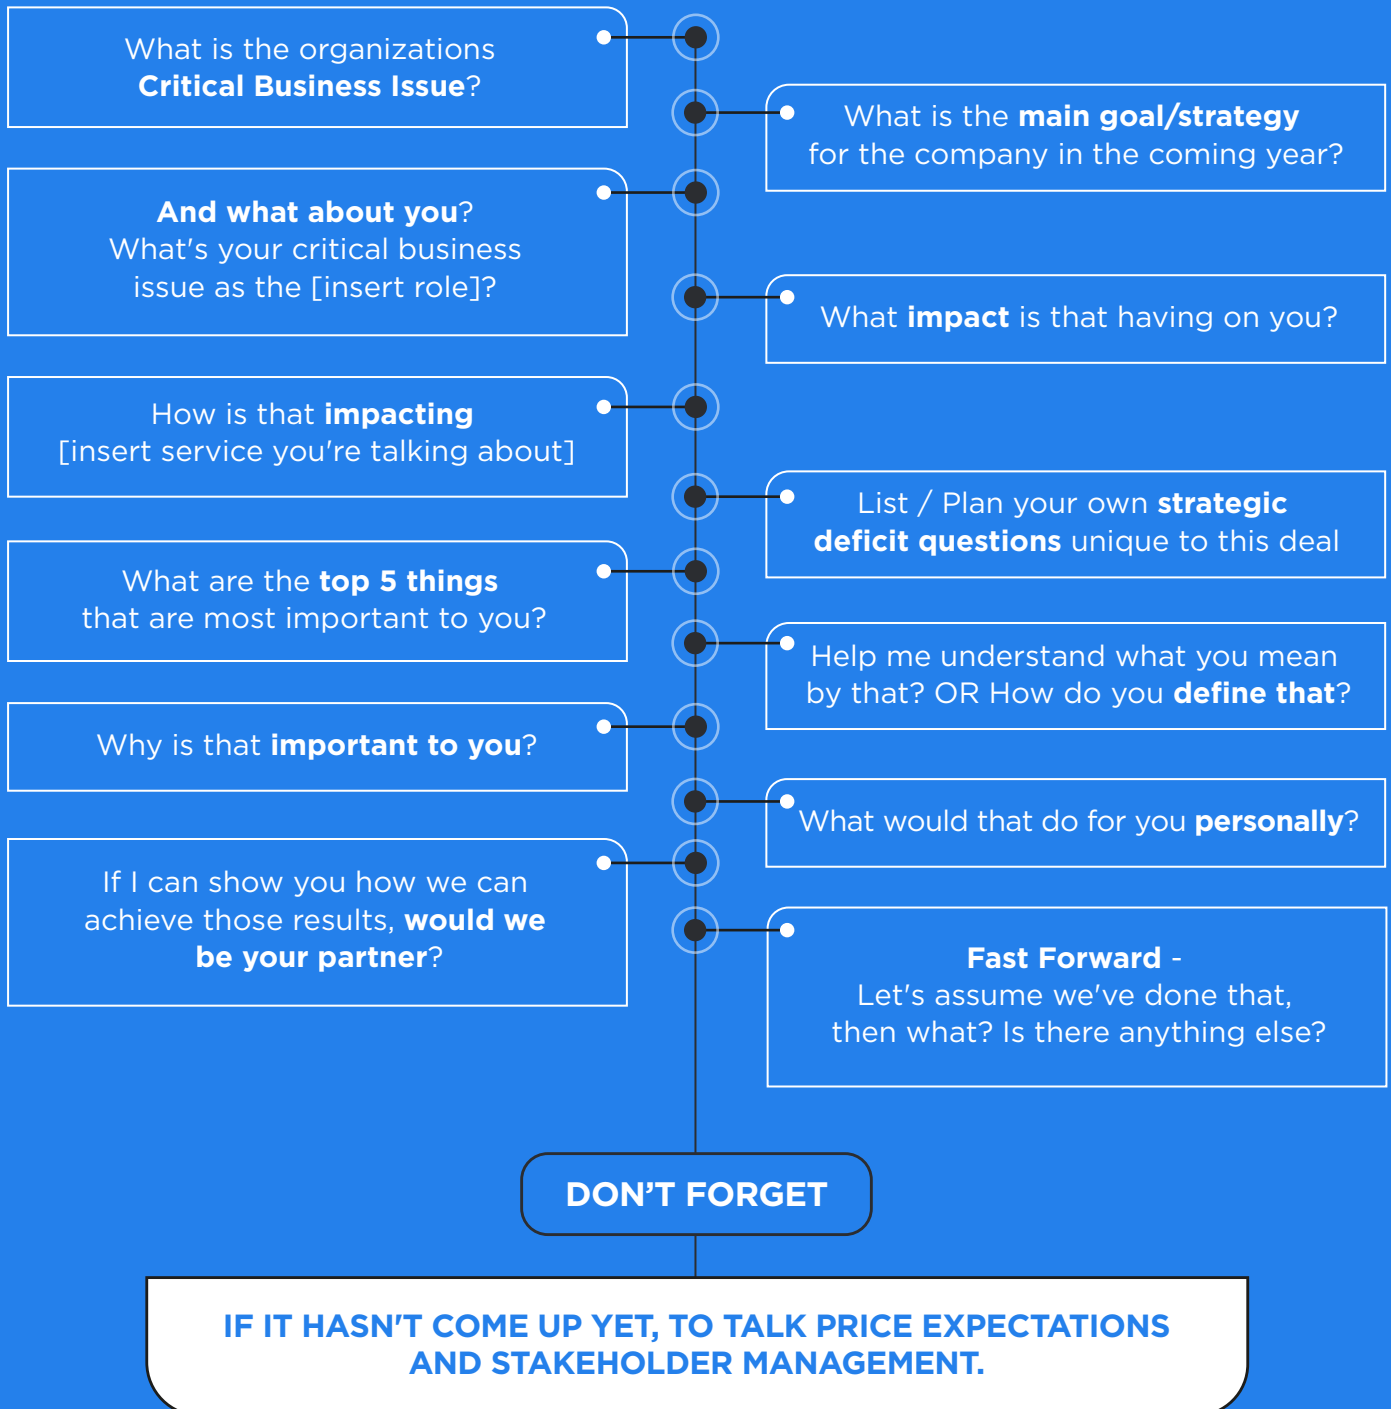 What is the organizations
Critical Business Issue?
What is the main goal/strategy
for the company in the coming year?
And what about you?
What's your critical business
issue as the [insert role]?
What impact is that having on you?
How is that impacting
[insert service you're talking about]
List / Plan your own strategic
deficit questions unique to this deal
What are the top 5 things
that are most important to you?
Help me understand what you mean
by that? OR How do you define that?
Why is that important to you?
What would that do for you personally?
If I can show you how we can
achieve those results, would we
be your partner?
Fast Forward -
Let's assume we've done that,
then what? Is there anything else?
DON’T FORGET
IF IT HASN'T COME UP YET, TO TALK PRICE EXPECTATIONS
AND STAKEHOLDER MANAGEMENT.